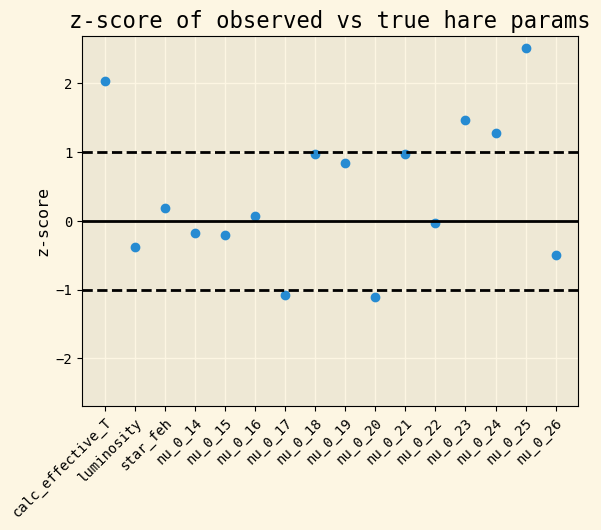 z-score of observed vs true hare params
z-score
2
1
0
−1
−2
calc_effective_T
luminosity
star_feh
nu_0_14
nu_0_15
nu_0_16
nu_0_17
nu_0_18
nu_0_19
nu_0_20
nu_0_21
nu_0_22
nu_0_23
nu_0_24
nu_0_25
nu_0_26